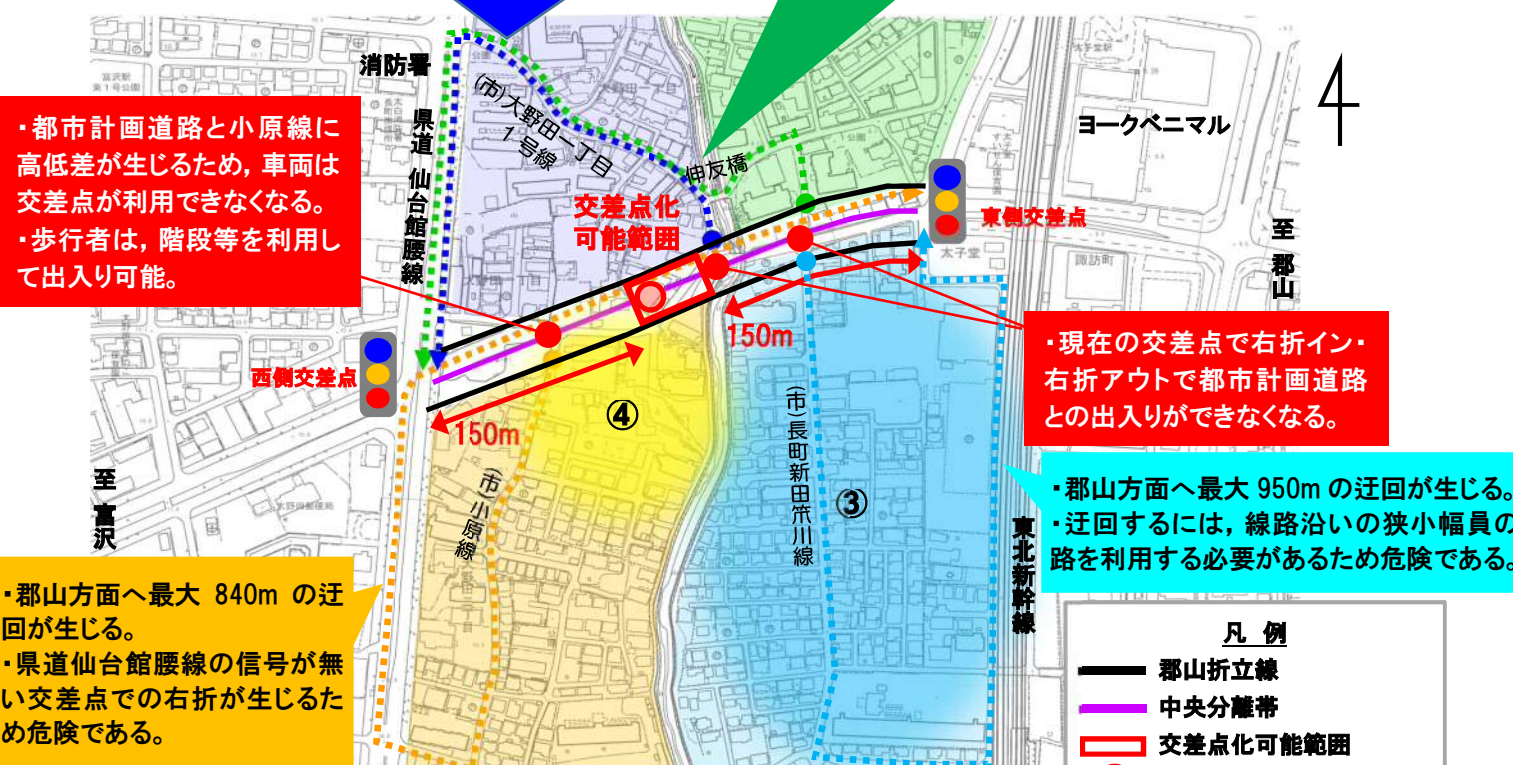 消防署
・都市計画道路と小原線に
高低差が生じるため，車両は
交差点が利用できなくなる。
・歩行者は，階段等を利用し
て出入り可能。
県道 仙台館腰線
(市)大野田一丁目
1号線
伸友橋
交差点化
可能範囲
ヨークベニマル
東側交差点
太子堂
諏訪町
至 郡山
西側交差点
150m
150m
・現在の交差点で右折イン・
右折アウトで都市計画道路
との出入りができなくなる。
④
③
(市)小原線
(市)長町新田笊川線
至 富沢
東北新幹線
・郡山方面へ最大 950m の迂回が生じる。
・迂回するには，線路沿いの狭小幅員の
路を利用する必要があるため危険である。
・郡山方面へ最大 840m の迂
回が生じる。
・県道仙台館腰線の信号が無
い交差点での右折が生じるた
め危険である。
凡 例
郡山折立線
中央分離帯
交差点化可能範囲